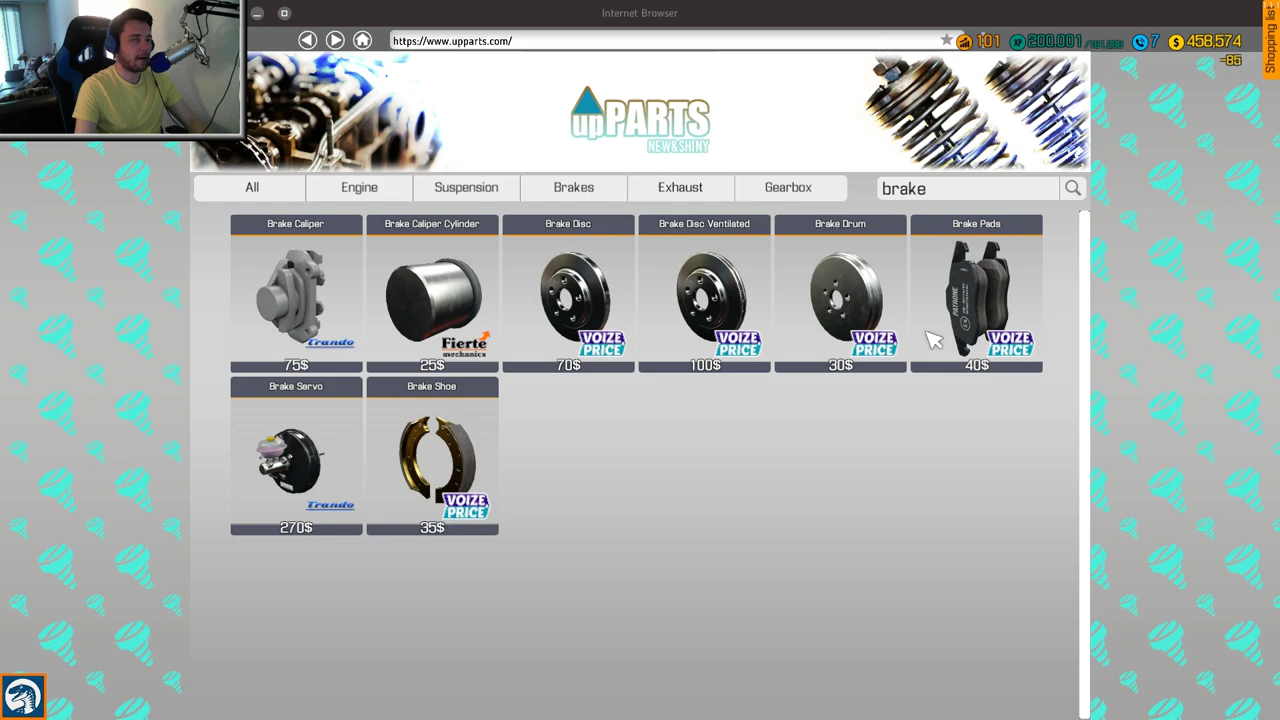 Internet Browser
https://www.upparts.com/
101
XP 200,001
7
$ 458,574
-85
Shopping list
upPARTS
NEW&SHINY
All
Engine
Suspension
Brakes
Exhaust
Gearbox
brake
Brake Caliper
Brake Caliper Cylinder
Brake Disc
Brake Disc Ventilated
Brake Drum
Brake Pads
PATRONE
Trando
Fierte mechanics
VOIZE PRICE
VOIZE PRICE
VOIZE PRICE
VOIZE PRICE
75$
25$
70$
100$
30$
40$
Brake Servo
Brake Shoe
Trando
VOIZE PRICE
270$
35$